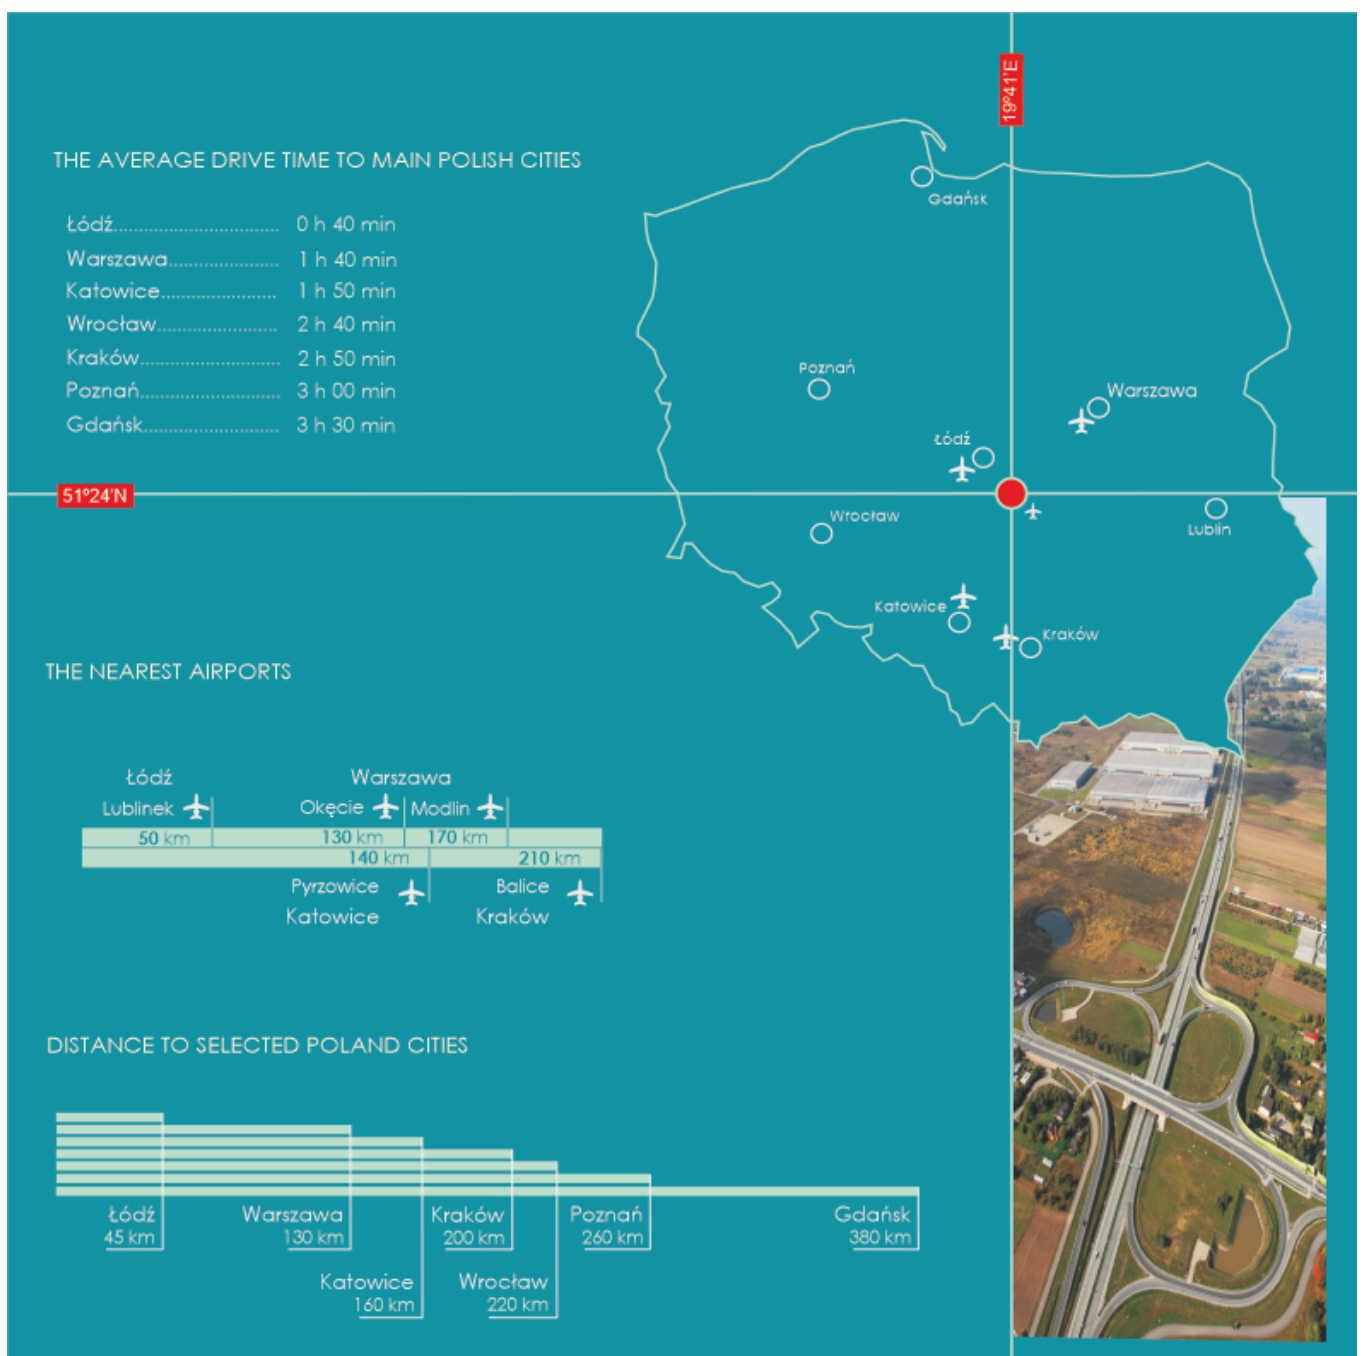 19º41'E
THE AVERAGE DRIVE TIME TO MAIN POLISH CITIES
Łódź................................ 0 h 40 min
Warszawa...................... 1 h 40 min
Katowice...................... 1 h 50 min
Wrocław....................... 2 h 40 min
Kraków........................... 2 h 50 min
Poznań........................... 3 h 00 min
Gdańsk.......................... 3 h 30 min
51º24'N
Gdańsk
Poznań
Warszawa
Łódź
Wrocław
Lublin
Katowice
Kraków
THE NEAREST AIRPORTS
Łódź Warszawa
Lublinek Okęcie Modlin
50 km 130 km 170 km
140 km 210 km
Pyrzowice Balice
Katowice Kraków
DISTANCE TO SELECTED POLAND CITIES
Łódź Warszawa Kraków Poznań Gdańsk
45 km 130 km 200 km 260 km 380 km
Katowice Wrocław
160 km 220 km